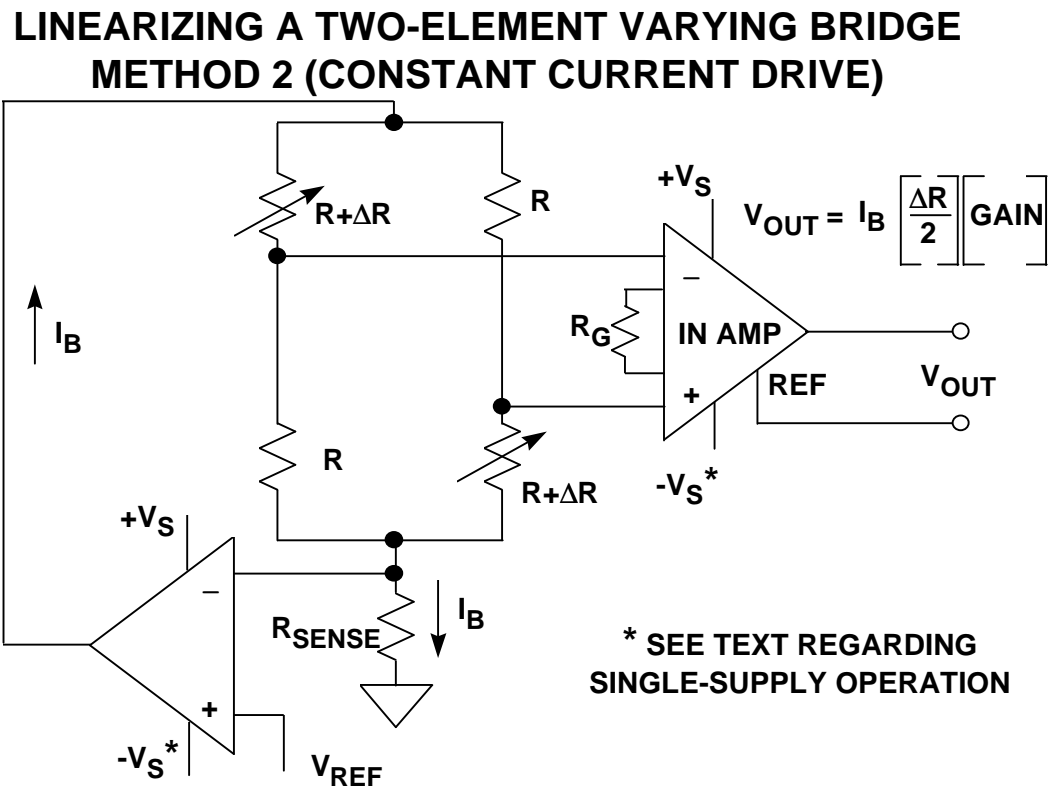 LINEARIZING A TWO-ELEMENT VARYING BRIDGE
METHOD 2 (CONSTANT CURRENT DRIVE)
R+ΔR
R
+VS
VOUT = IB [ΔR/2] [GAIN]
−
IN AMP
+
RG
REF
VOUT
-VS*
IB
R
R+ΔR
+VS
−
+
-VS*
VREF
RSENSE
IB
* SEE TEXT REGARDING
SINGLE-SUPPLY OPERATION